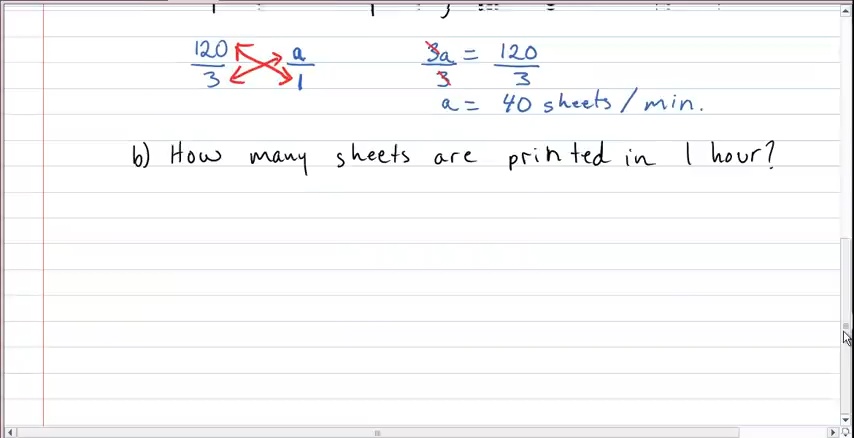 120 a 3a = 120
3 1 3 3
a = 40 sheets / min.
b) How many sheets are printed in 1 hour?